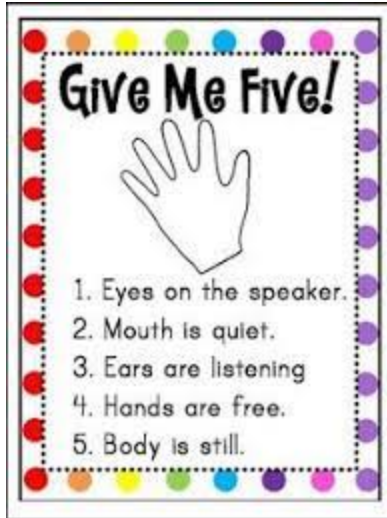 Give Me Five!
1. Eyes on the speaker.
2. Mouth is quiet.
3. Ears are listening
4. Hands are free.
5. Body is still.